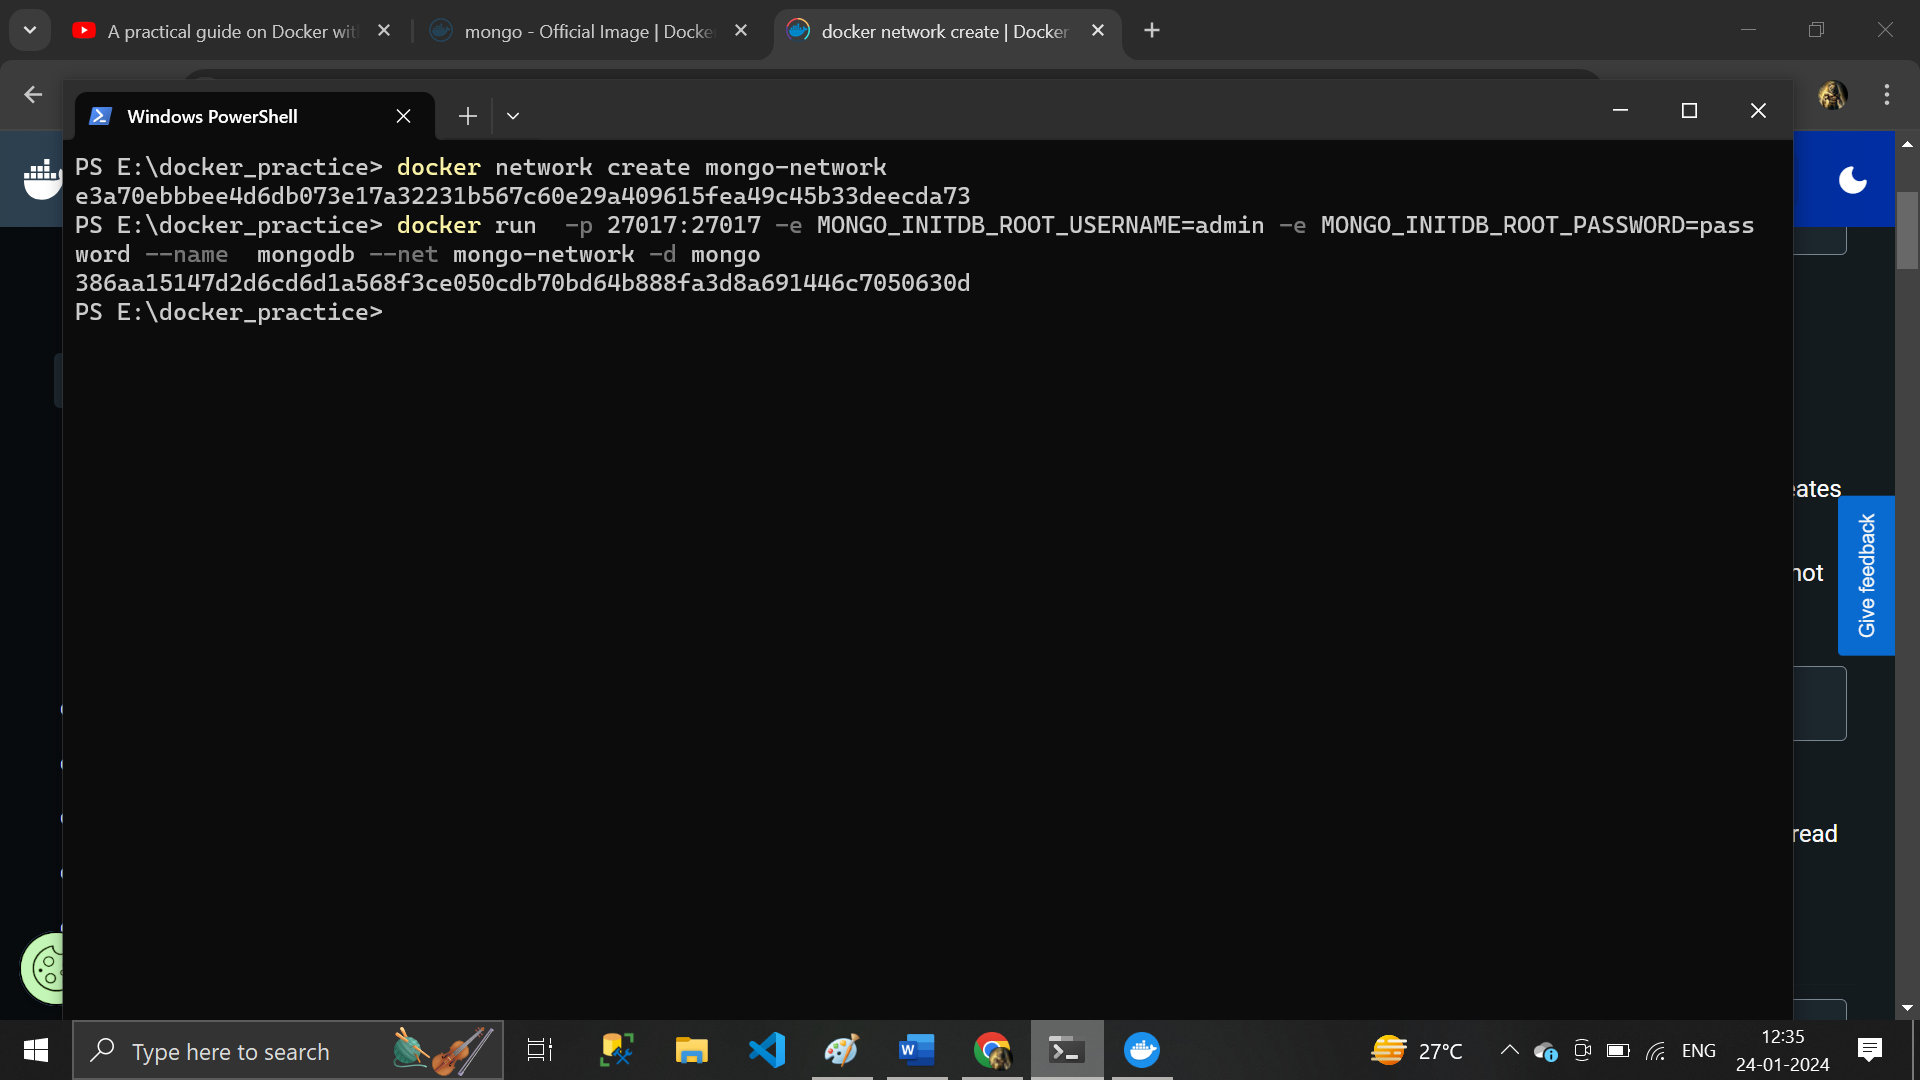 A practical guide on Docker wit
mongo - Official Image | Docke
docker network create | Docker
Windows PowerShell
PS E:\docker_practice> docker network create mongo-network
e3a70ebbbee4d6db073e17a32231b567c60e29a409615fea49c45b33deecda73
PS E:\docker_practice> docker run  -p 27017:27017 -e MONGO_INITDB_ROOT_USERNAME=admin -e MONGO_INITDB_ROOT_PASSWORD=pass
word --name  mongodb --net mongo-network -d mongo
386aa15147d2d6cd6d1a568f3ce050cdb70bd64b888fa3d8a691446c7050630d
PS E:\docker_practice>
eates
not
Give feedback
read
Type here to search
27°C
ENG
12:35
24-01-2024